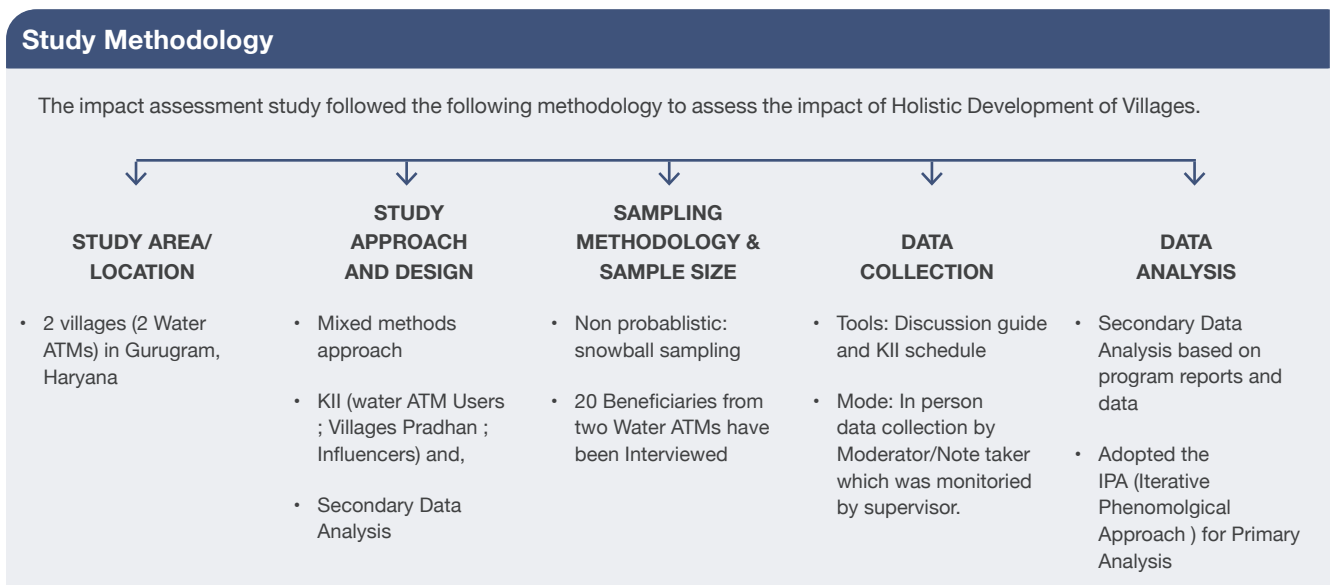 Study Methodology
The impact assessment study followed the following methodology to assess the impact of Holistic Development of Villages.
STUDY AREA/
LOCATION
• 2 villages (2 Water
ATMs) in Gurugram,
Haryana
STUDY
APPROACH
AND DESIGN
• Mixed methods
approach
• KII (water ATM Users
; Villages Pradhan ;
Influencers) and,
• Secondary Data
Analysis
SAMPLING
METHODOLOGY &
SAMPLE SIZE
• Non probablistic:
snowball sampling
• 20 Beneficiaries from
two Water ATMs have
been Interviewed
DATA
COLLECTION
• Tools: Discussion guide
and KII schedule
• Mode: In person
data collection by
Moderator/Note taker
which was monitoried
by supervisor.
DATA
ANALYSIS
• Secondary Data
Analysis based on
program reports and
data
• Adopted the
IPA (Iterative
Phenomolgical
Approach ) for Primary
Analysis